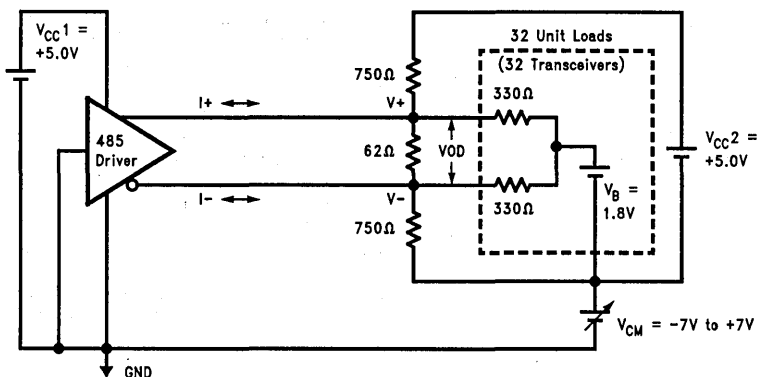 V_CC1 =
+5.0V
485
Driver
I+
I-
750Ω
V+
62Ω
VOD
V-
750Ω
32 Unit Loads
(32 Transceivers)
330Ω
330Ω
V_B =
1.8V
V_CC2 =
+5.0V
V_CM = -7V to +7V
GND